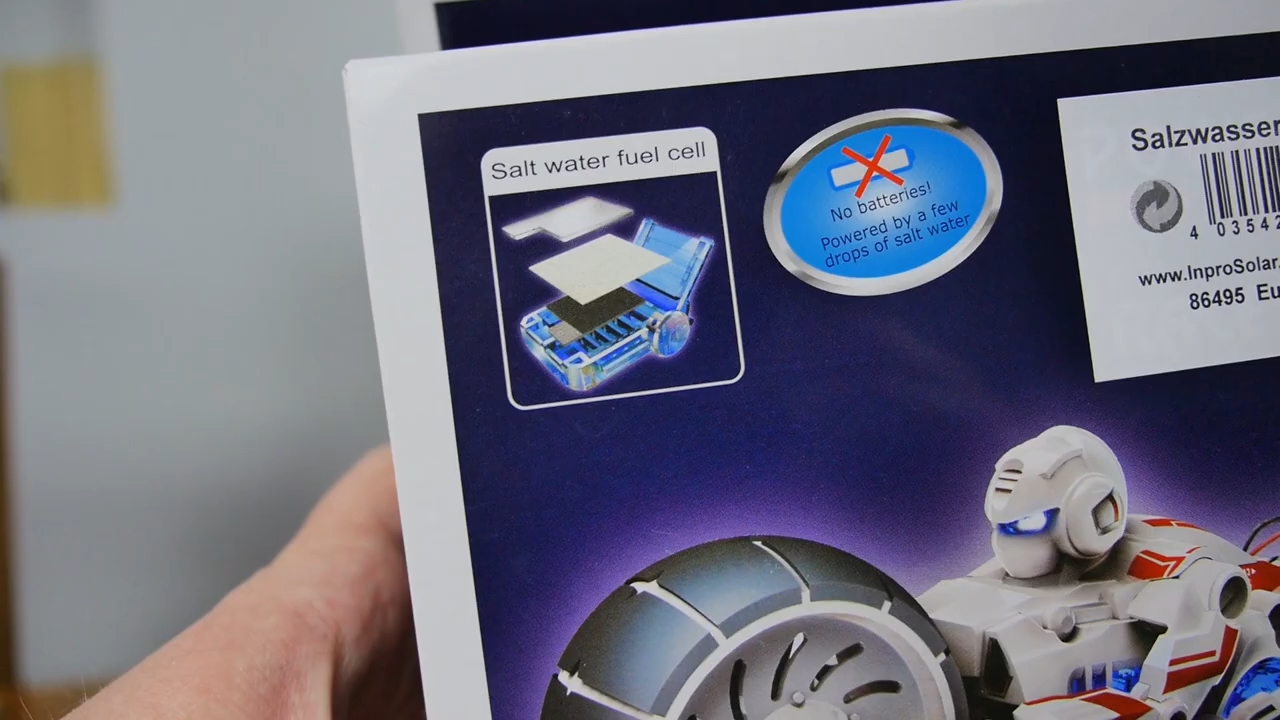 Salt water fuel cell
No batteries!
Powered by a few
drops of salt water
Salzwasser
4 03542
www.InproSolar.
86495 Eu